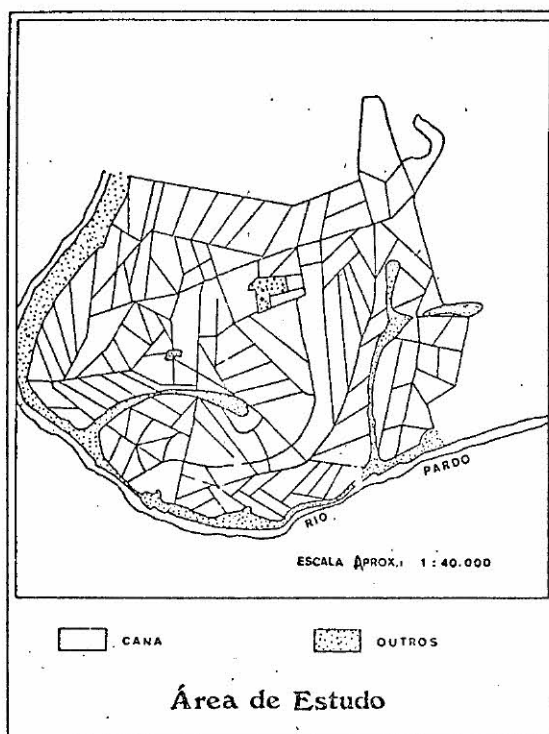 RIO PARDO
ESCALA APROX.: 1:40.000
CANA
OUTROS
Área de Estudo